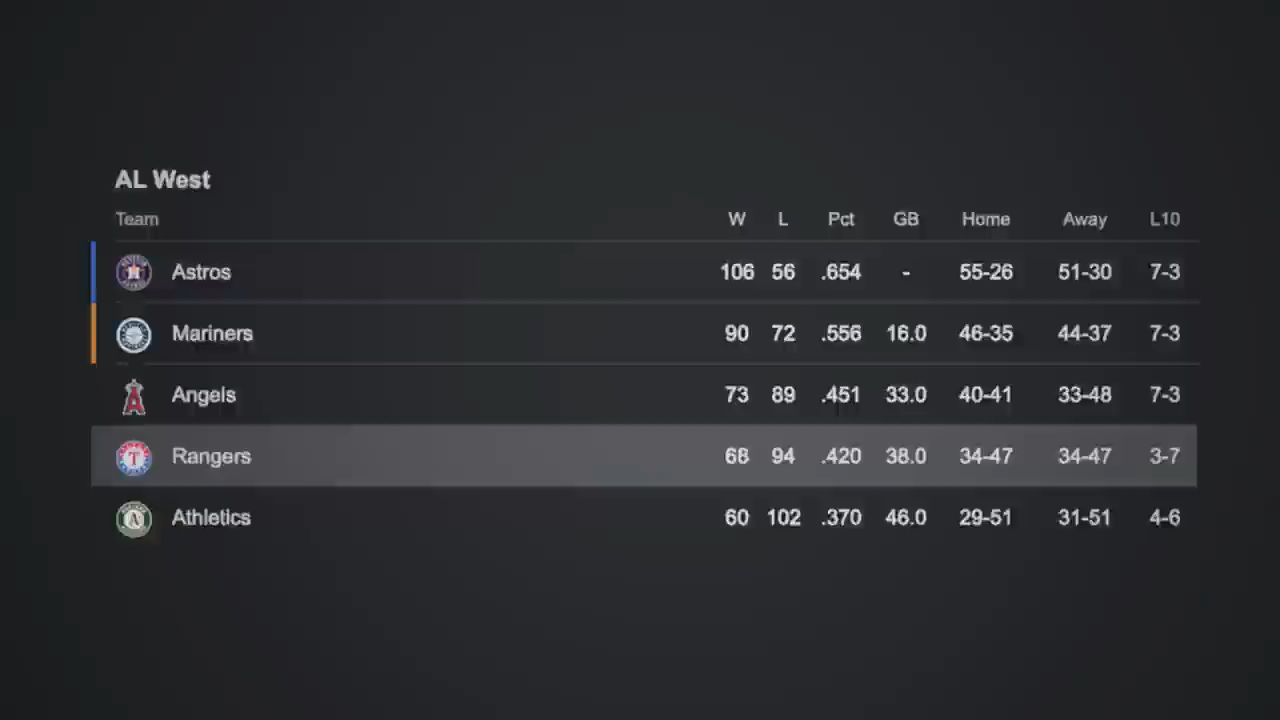 AL West
Team W L Pct GB Home Away L10
Astros 106 56 .654 - 55-26 51-30 7-3
Mariners 90 72 .556 16.0 46-35 44-37 7-3
Angels 73 89 .451 33.0 40-41 33-48 7-3
Rangers 68 94 .420 38.0 34-47 34-47 3-7
Athletics 60 102 .370 46.0 29-51 31-51 4-6